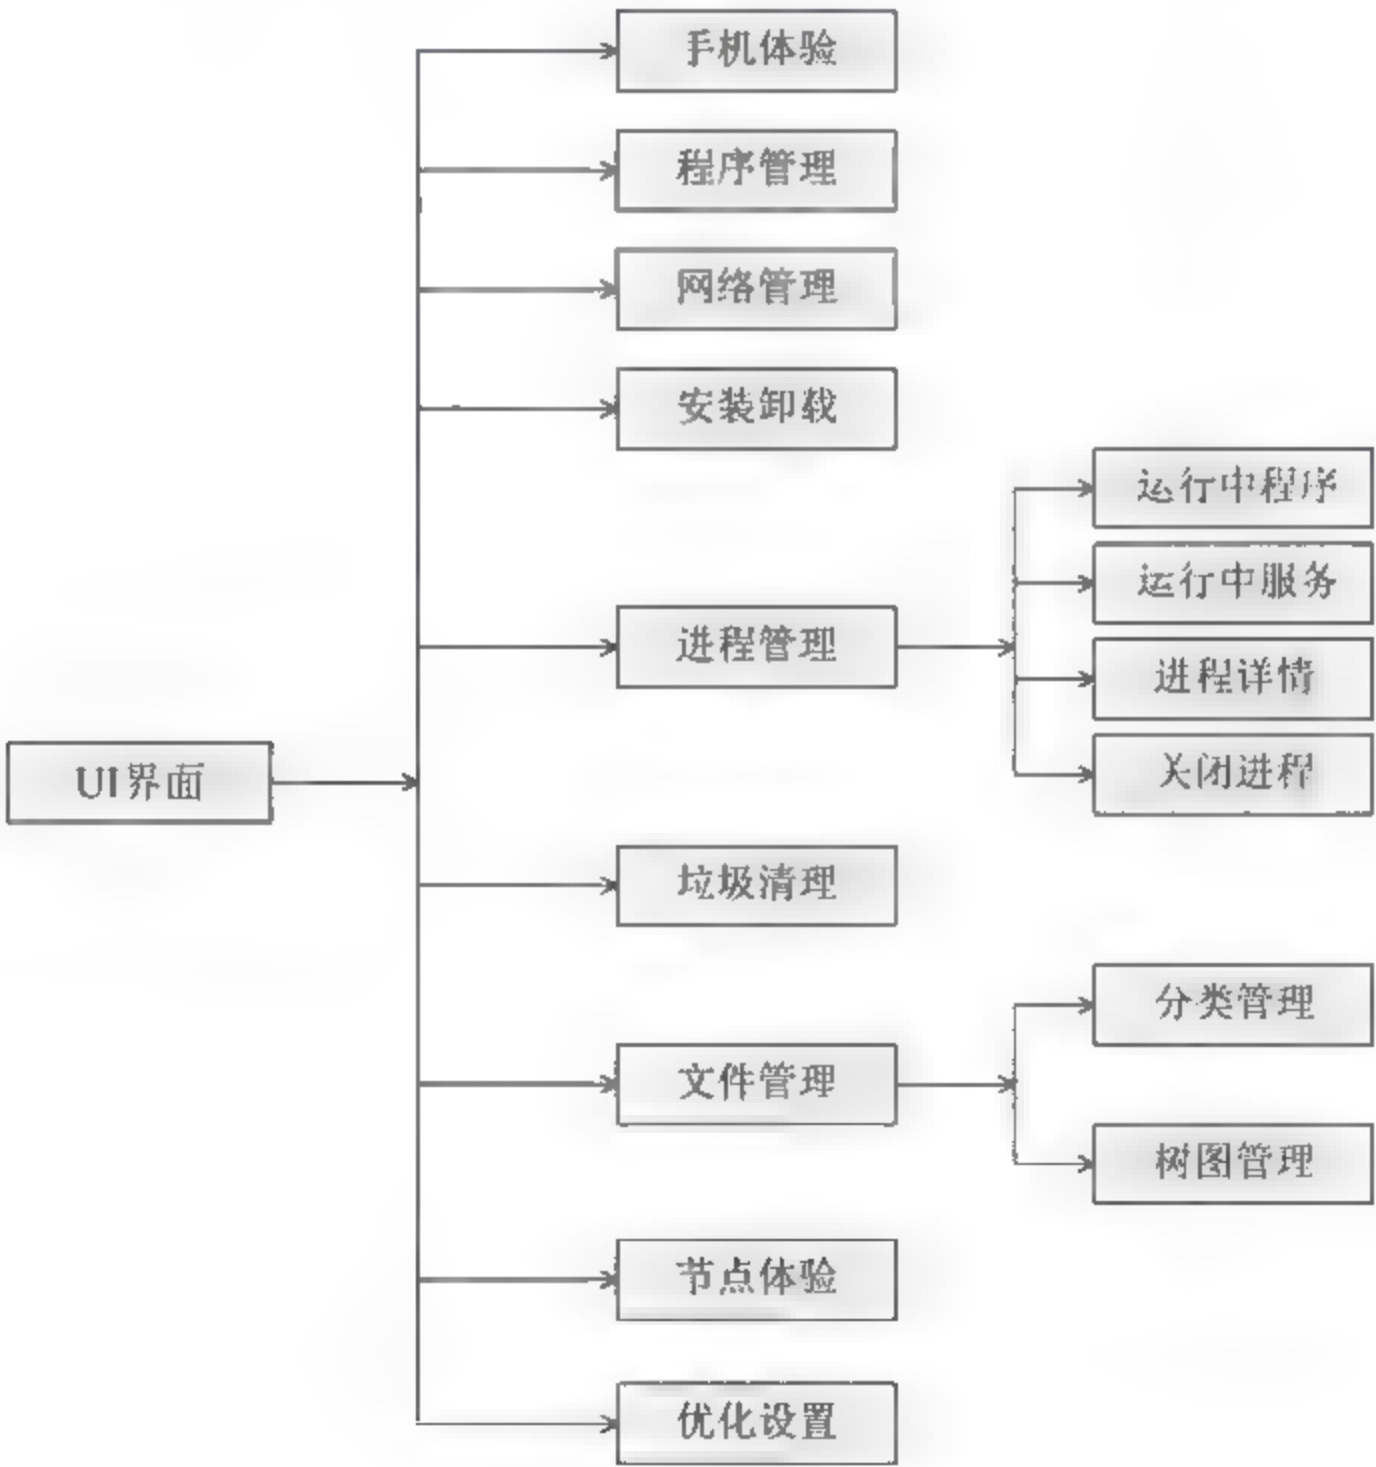 手机体验
程序管理
网络管理
安装卸载
运行中程序
运行中服务
进程管理
进程详情
关闭进程
UI界面
垃圾清理
分类管理
文件管理
树图管理
节点体验
优化设置